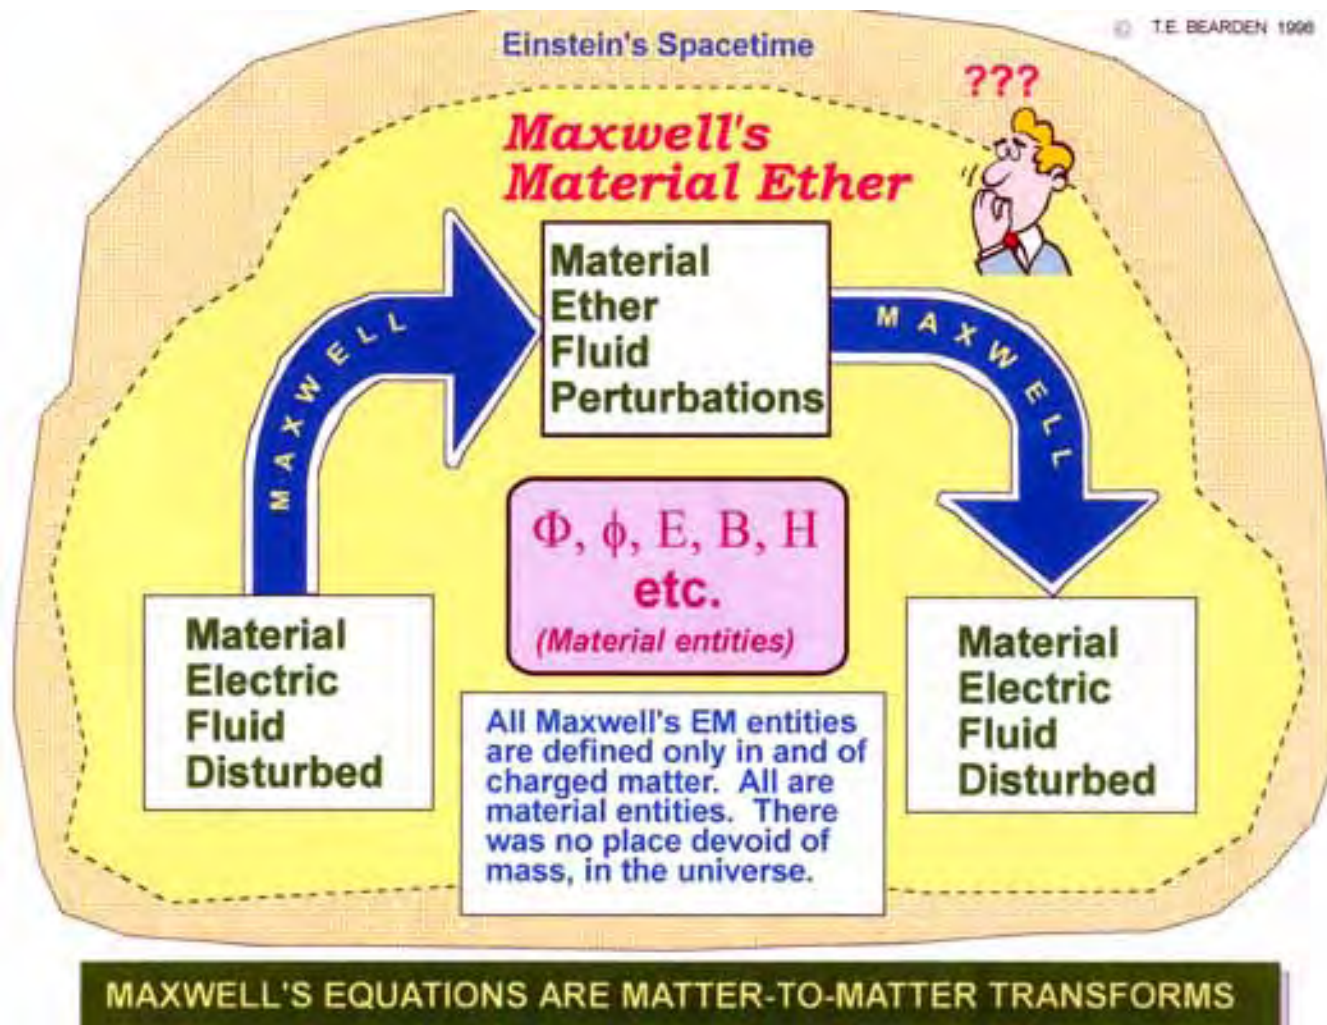 © T.E. BEARDEN 1998
Einstein's Spacetime
???
Maxwell's
Material Ether
Material
Ether
Fluid
Perturbations
MAXWELL
MAXWELL
Φ, ϕ, E, B, H
etc.
(Material entities)
Material
Electric
Fluid
Disturbed
Material
Electric
Fluid
Disturbed
All Maxwell's EM entities
are defined only in and of
charged matter. All are
material entities. There
was no place devoid of
mass, in the universe.
MAXWELL'S EQUATIONS ARE MATTER-TO-MATTER TRANSFORMS